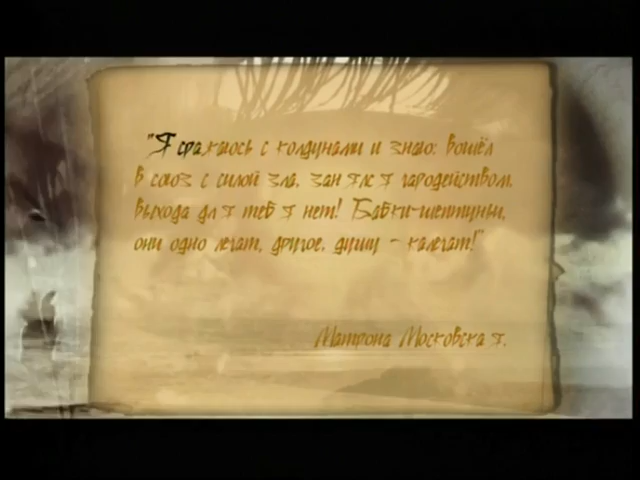 "Я сражаюсь с колдунами и знаю: вошёл
в союз с силой зла, занялся чародейством,
выхода для тебя нет! Бабки-шептуньи,
они одно лечат, другое, душу - калечат!"
Матрона Московская.